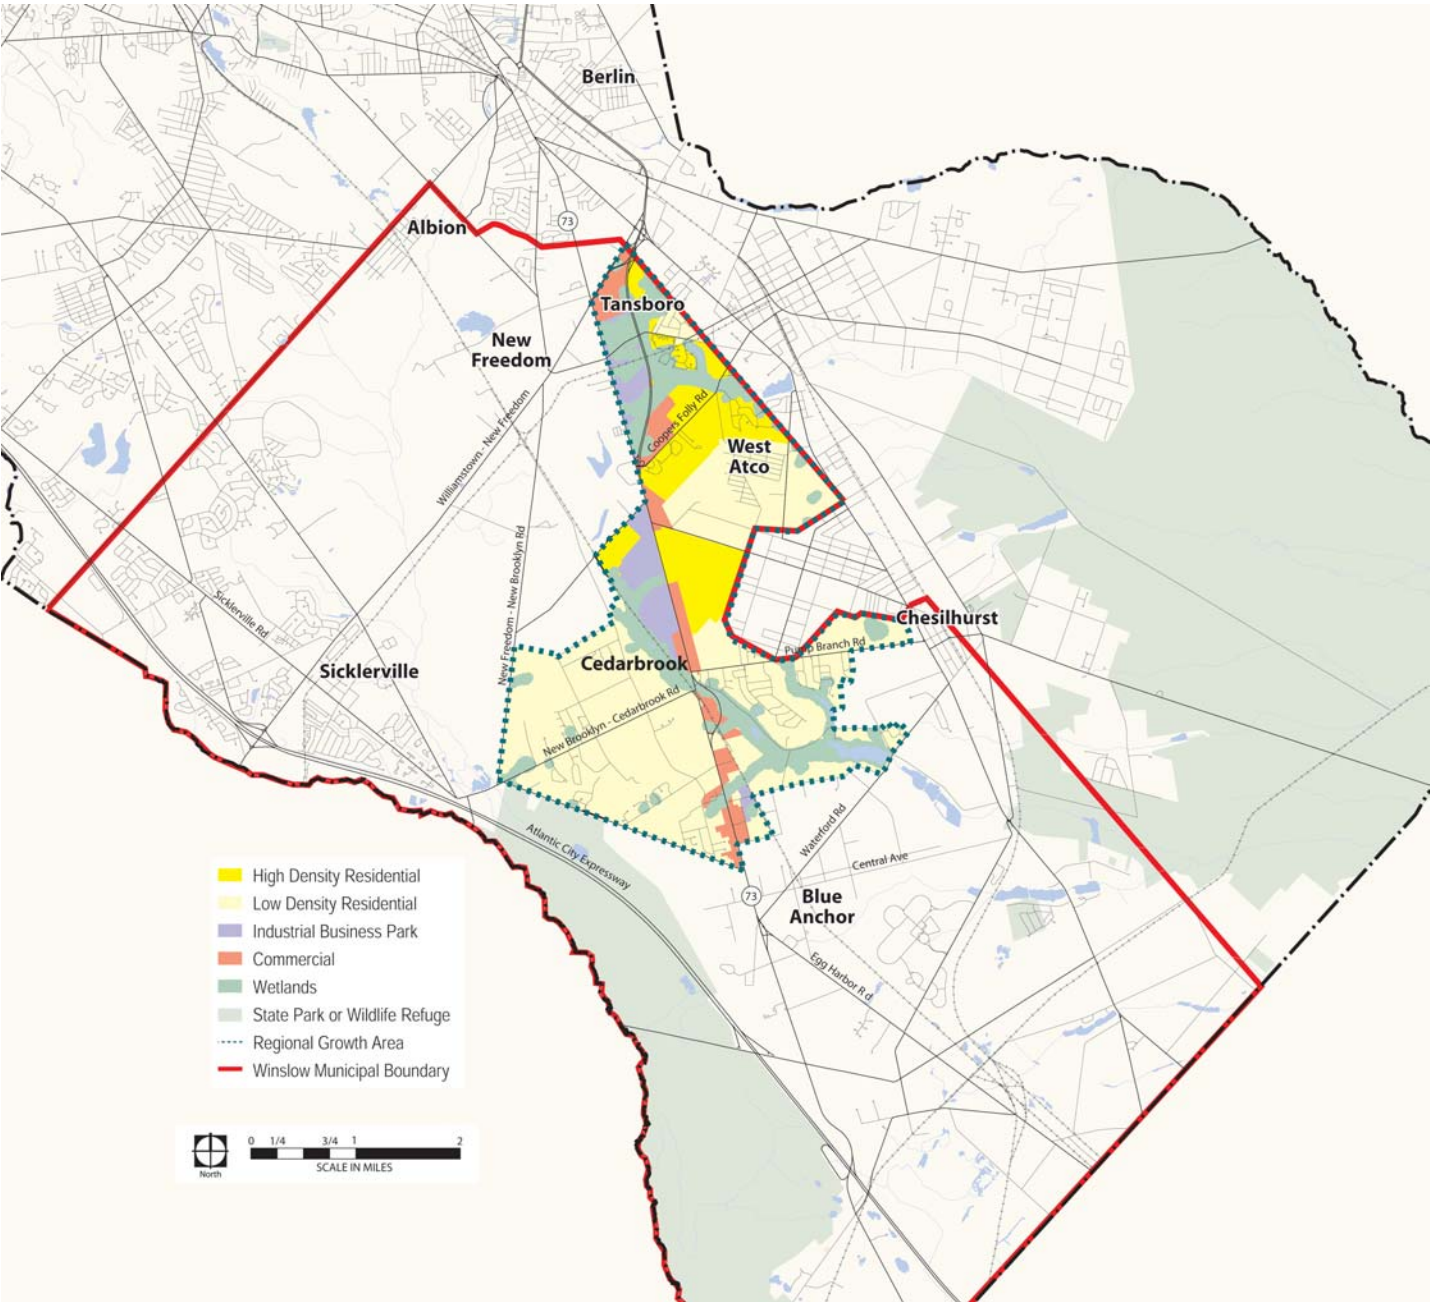 Berlin
Albion
73
Tansboro
New
Freedom
Williamstown - New Freedom
Coopers Folly Rd
West
Atco
New Freedom - New Brooklyn Rd
Sicklerville Rd
Chesilhurst
Pump Branch Rd
Cedarbrook
Sicklerville
New Brooklyn - Cedarbrook Rd
Atlantic City Expressway
Waterford Rd
Central Ave
73
Blue
Anchor
Egg Harbor Rd
High Density Residential
Low Density Residential
Industrial Business Park
Commercial
Wetlands
State Park or Wildlife Refuge
Regional Growth Area
Winslow Municipal Boundary
North
0 1/4 3/4 1 2
SCALE IN MILES